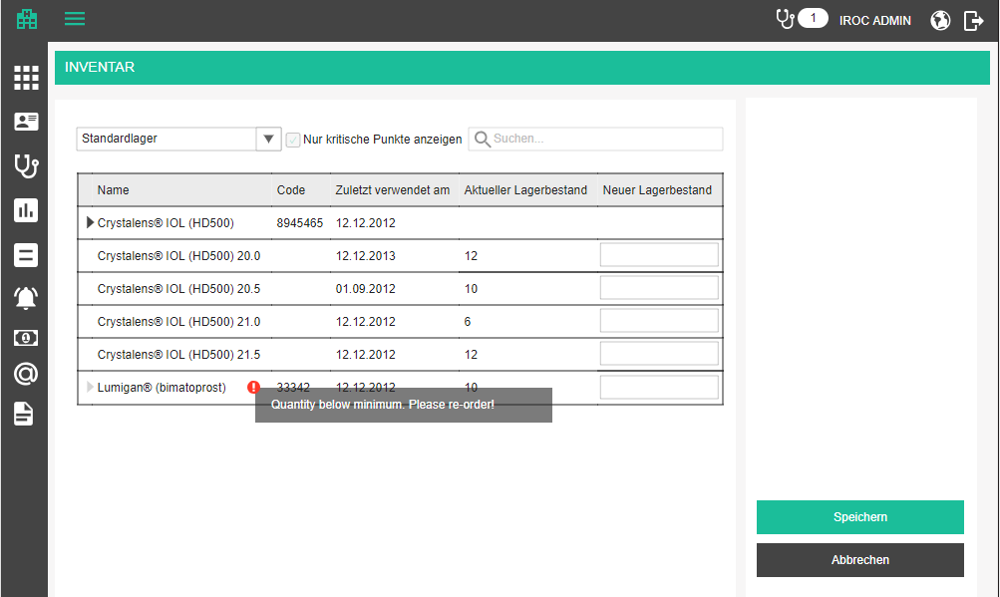 1 IROC ADMIN
INVENTAR
Standardlager Nur kritische Punkte anzeigen Suchen...
Name Code Zuletzt verwendet am Aktueller Lagerbestand Neuer Lagerbestand
Crystalens® IOL (HD500) 8945465 12.12.2012
Crystalens® IOL (HD500) 20.0 12.12.2013 12
Crystalens® IOL (HD500) 20.5 01.09.2012 10
Crystalens® IOL (HD500) 21.0 12.12.2012 6
Crystalens® IOL (HD500) 21.5 12.12.2012 12
Lumigan® (bimatoprost) 33342 12.12.2012 10
Quantity below minimum. Please re-order!
Speichern
Abbrechen